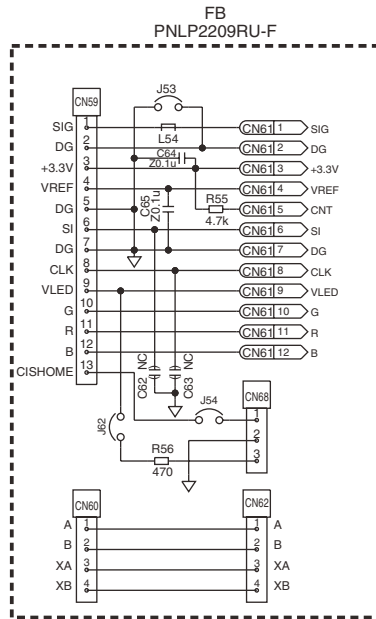 FB
PNLP2209RU-F
CN59
J53
SIG 1 L54 CN61 1 SIG
DG 2 CN61 2 DG
C64
Z0.1u
+3.3V 3 CN61 3 +3.3V
VREF 4 CN61 4 VREF
C65
Z0.1u
R55
4.7k
DG 5 CN61 5 CNT
SI 6 CN61 6 SI
DG 7 CN61 7 DG
CLK 8 CN61 8 CLK
VLED 9 CN61 9 VLED
G 10 CN61 10 G
R 11 CN61 11 R
B 12 CN61 12 B
CISHOME 13
C62 NC
C63 NC
CN68
J54
1
2
3
J62
R56
470
CN60 CN62
A 1 1 A
B 2 2 B
XA 3 3 XA
XB 4 4 XB